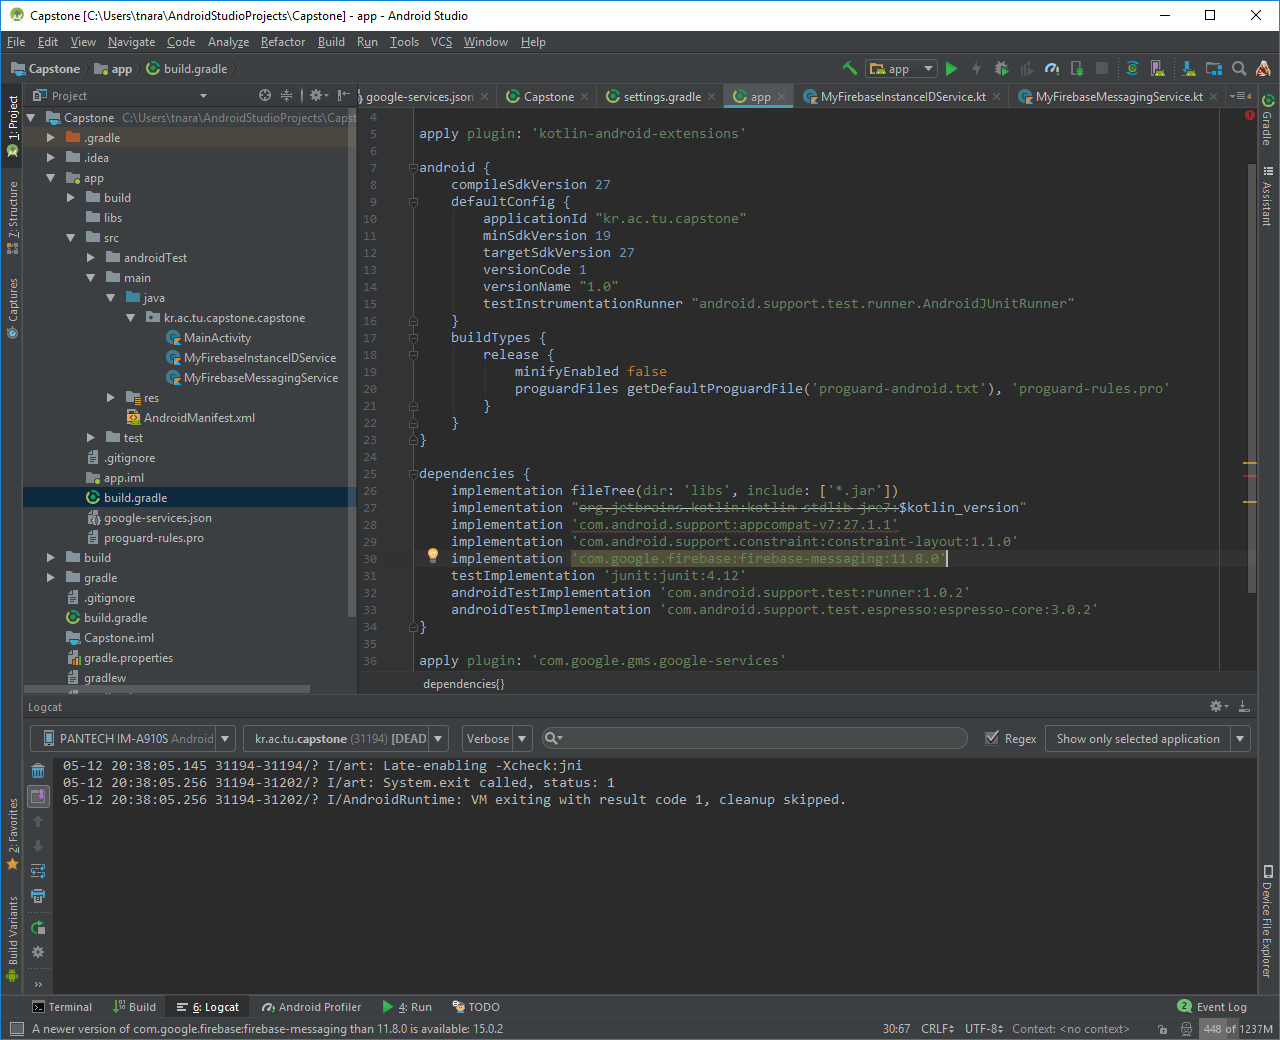 Capstone [C:\Users\tnara\AndroidStudioProjects\Capstone] - app - Android Studio
File Edit View Navigate Code Analyze Refactor Build Run Tools VCS Window Help
Capstone app build.gradle app
Project google-services.json Capstone settings.gradle app MyFirebaseInstanceIDService.kt MyFirebaseMessagingService.kt 4
1: Project
7: Structure
Captures
2: Favorites
Build Variants
Capstone C:\Users\tnara\AndroidStudioProjects\Capst
.gradle
.idea
app
build
libs
src
androidTest
main
java
kr.ac.tu.capstone.capstone
MainActivity
MyFirebaseInstanceIDService
MyFirebaseMessagingService
res
AndroidManifest.xml
test
.gitignore
app.iml
build.gradle
google-services.json
proguard-rules.pro
build
gradle
.gitignore
build.gradle
Capstone.iml
gradle.properties
gradlew
4
5 apply plugin: 'kotlin-android-extensions'
6
7 android {
8 compileSdkVersion 27
9 defaultConfig {
10 applicationId "kr.ac.tu.capstone"
11 minSdkVersion 19
12 targetSdkVersion 27
13 versionCode 1
14 versionName "1.0"
15 testInstrumentationRunner "android.support.test.runner.AndroidJUnitRunner"
16 }
17 buildTypes {
18 release {
19 minifyEnabled false
20 proguardFiles getDefaultProguardFile('proguard-android.txt'), 'proguard-rules.pro'
21 }
22 }
23 }
24
25 dependencies {
26 implementation fileTree(dir: 'libs', include: ['*.jar'])
27 implementation "org.jetbrains.kotlin:kotlin-stdlib-jre7:$kotlin_version"
28 implementation 'com.android.support:appcompat-v7:27.1.1'
29 implementation 'com.android.support.constraint:constraint-layout:1.1.0'
30 implementation 'com.google.firebase:firebase-messaging:11.8.0'
31 testImplementation 'junit:junit:4.12'
32 androidTestImplementation 'com.android.support.test:runner:1.0.2'
33 androidTestImplementation 'com.android.support.test.espresso:espresso-core:3.0.2'
34 }
35
36 apply plugin: 'com.google.gms.google-services'
dependencies{}
Gradle
Assistant
Device File Explorer
Logcat
PANTECH IM-A910S Android kr.ac.tu.capstone (31194) [DEAD Verbose Regex Show only selected application
05-12 20:38:05.145 31194-31194/? I/art: Late-enabling -Xcheck:jni
05-12 20:38:05.256 31194-31202/? I/art: System.exit called, status: 1
05-12 20:38:05.256 31194-31202/? I/AndroidRuntime: VM exiting with result code 1, cleanup skipped.
Terminal Build 6: Logcat Android Profiler 4: Run TODO 2 Event Log
A newer version of com.google.firebase:firebase-messaging than 11.8.0 is available: 15.0.2 30:67 CRLF UTF-8 Context: <no context> 448 of 1237M